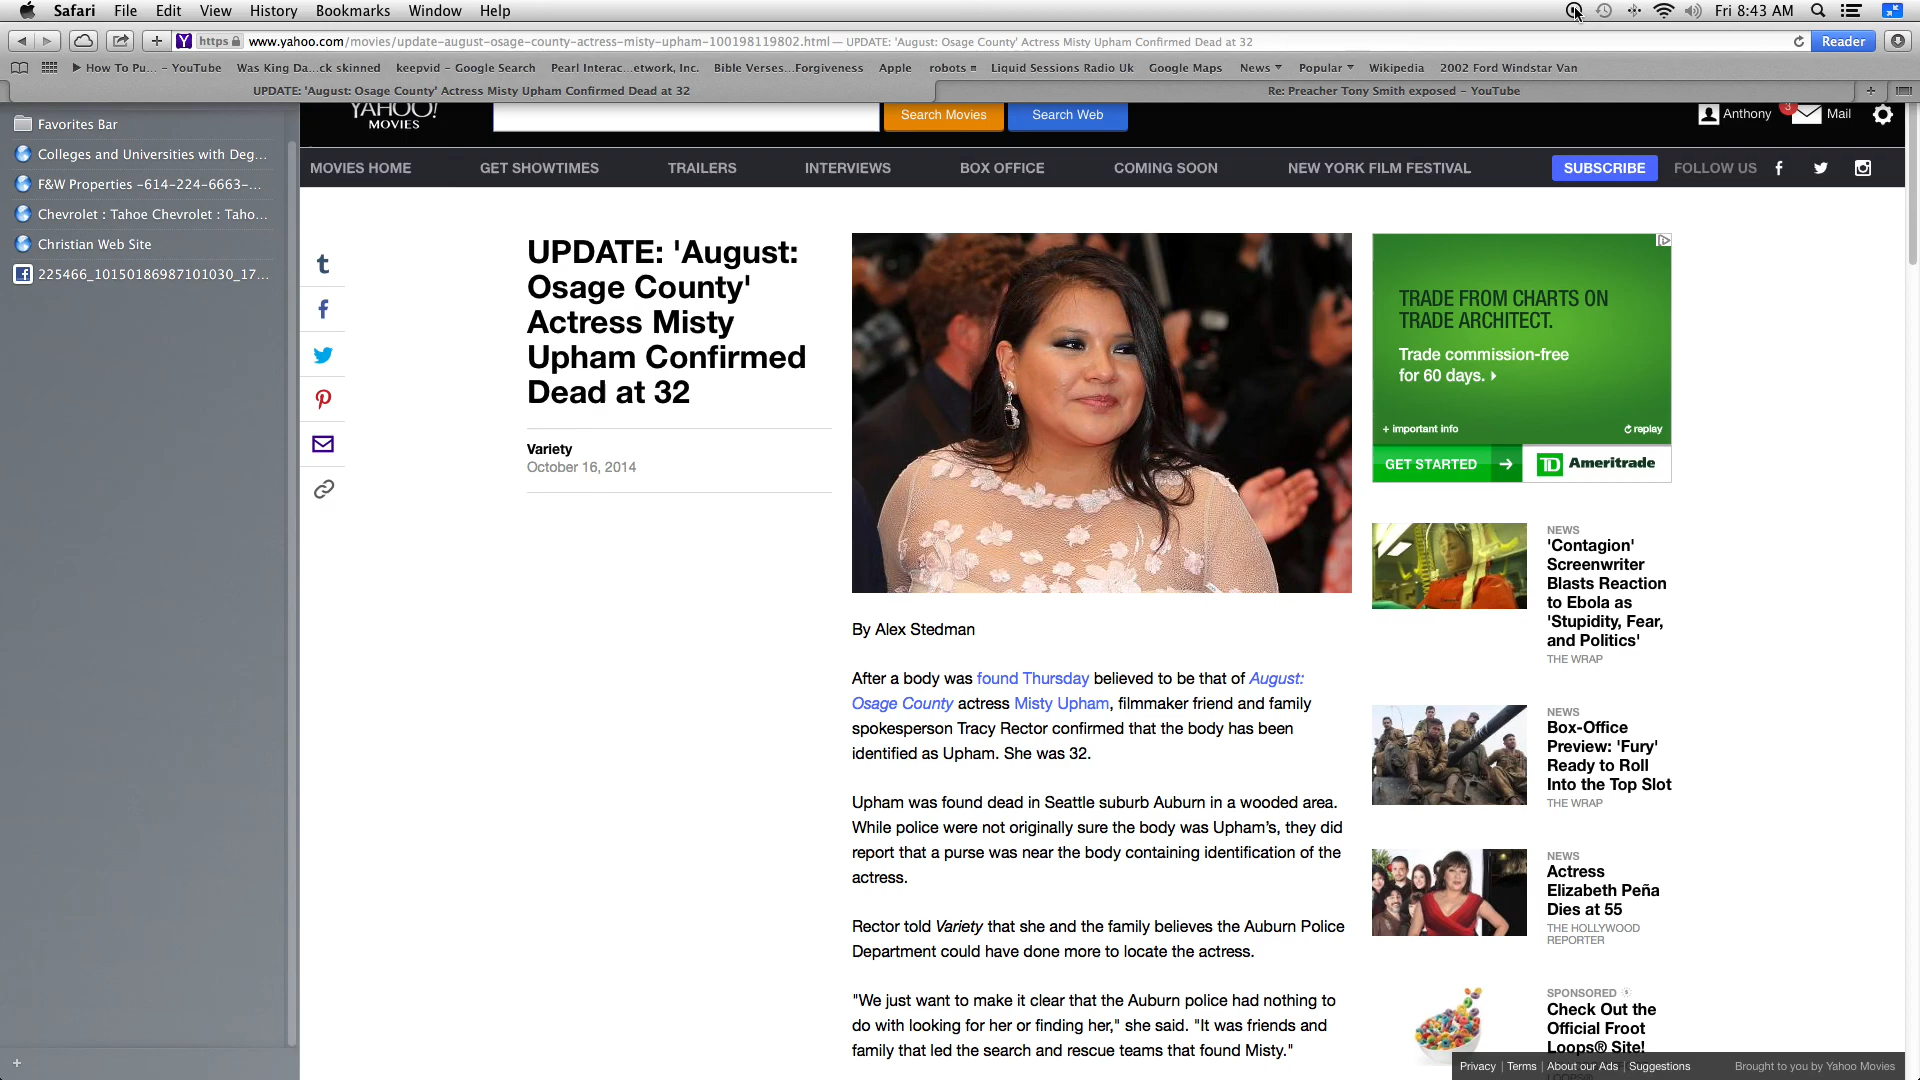 Safari File Edit View History Bookmarks Window Help
Fri 8:43 AM
https www.yahoo.com/movies/update-august-osage-county-actress-misty-upham-100198119802.html — UPDATE: 'August: Osage County' Actress Misty Upham Confirmed Dead at 32
Reader
How To Pu... – YouTube Was King Da...ck skinned keepvid – Google Search Pearl Interac...etwork, Inc. Bible Verses...Forgiveness Apple robots Liquid Sessions Radio Uk Google Maps News Popular Wikipedia 2002 Ford Windstar Van
UPDATE: 'August: Osage County' Actress Misty Upham Confirmed Dead at 32
Re: Preacher Tony Smith exposed – YouTube
Favorites Bar
Colleges and Universities with Deg...
F&W Properties –614-224-6663–...
Chevrolet : Tahoe Chevrolet : Taho...
Christian Web Site
225466_10150186987101030_17...
YAHOO!
MOVIES
Search Movies
Search Web
Anthony
3
Mail
MOVIES HOME GET SHOWTIMES TRAILERS INTERVIEWS BOX OFFICE COMING SOON NEW YORK FILM FESTIVAL SUBSCRIBE FOLLOW US
UPDATE: 'August:
Osage County'
Actress Misty
Upham Confirmed
Dead at 32
Variety
October 16, 2014
By Alex Stedman
After a body was found Thursday believed to be that of August:
Osage County actress Misty Upham, filmmaker friend and family
spokesperson Tracy Rector confirmed that the body has been
identified as Upham. She was 32.
Upham was found dead in Seattle suburb Auburn in a wooded area.
While police were not originally sure the body was Upham's, they did
report that a purse was near the body containing identification of the
actress.
Rector told Variety that she and the family believes the Auburn Police
Department could have done more to locate the actress.
"We just want to make it clear that the Auburn police had nothing to
do with looking for her or finding her," she said. "It was friends and
family that led the search and rescue teams that found Misty."
TRADE FROM CHARTS ON
TRADE ARCHITECT.
Trade commission-free
for 60 days.
+ important info
replay
GET STARTED
TD Ameritrade
NEWS
'Contagion'
Screenwriter
Blasts Reaction
to Ebola as
'Stupidity, Fear,
and Politics'
THE WRAP
NEWS
Box-Office
Preview: 'Fury'
Ready to Roll
Into the Top Slot
THE WRAP
NEWS
Actress
Elizabeth Peña
Dies at 55
THE HOLLYWOOD
REPORTER
SPONSORED
Check Out the
Official Froot
Loops® Site!
Privacy | Terms | About our Ads | Suggestions
Brought to you by Yahoo Movies